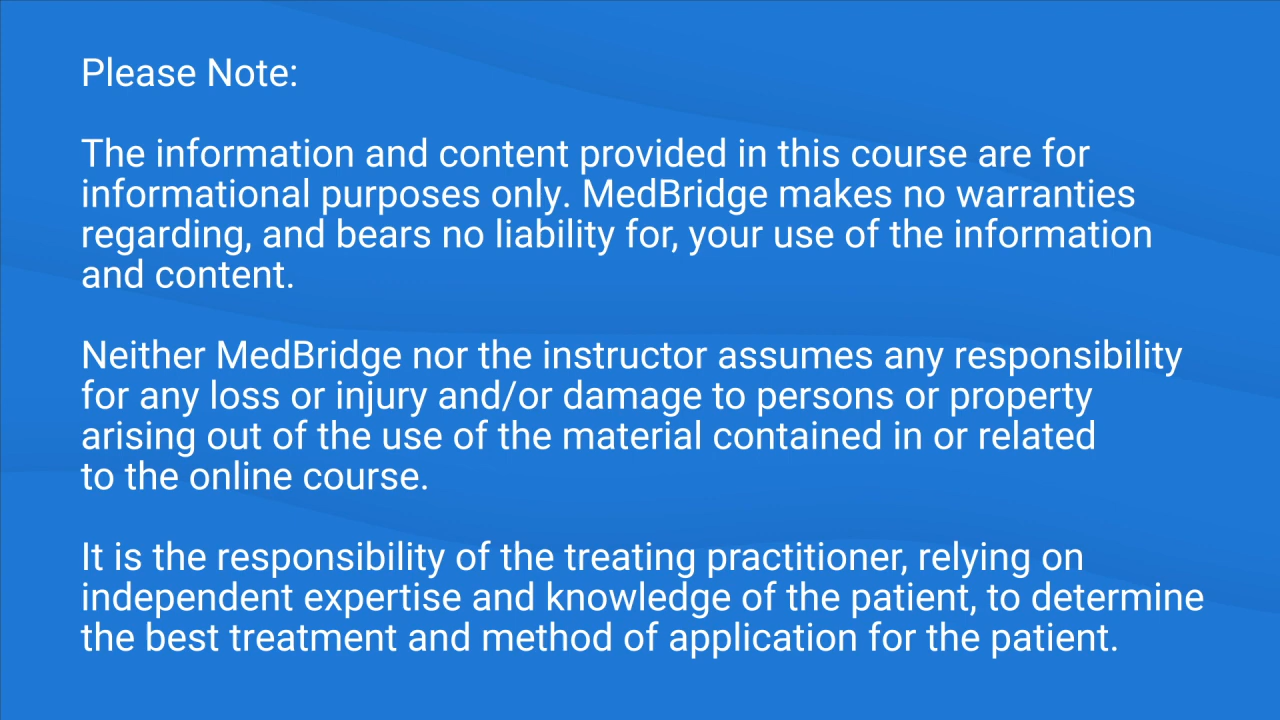 Please Note:
The information and content provided in this course are for
informational purposes only. MedBridge makes no warranties
regarding, and bears no liability for, your use of the information
and content.
Neither MedBridge nor the instructor assumes any responsibility
for any loss or injury and/or damage to persons or property
arising out of the use of the material contained in or related
to the online course.
It is the responsibility of the treating practitioner, relying on
independent expertise and knowledge of the patient, to determine
the best treatment and method of application for the patient.